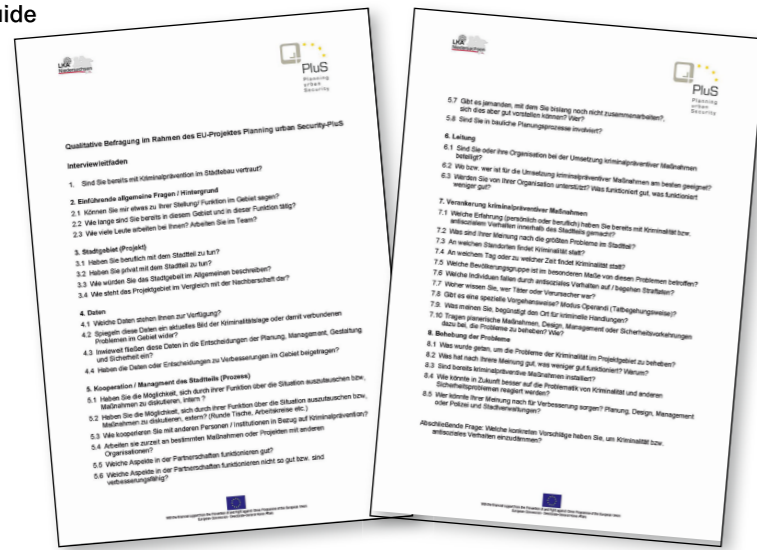 uide
LKA
Niedersachsen
PluS
Planning
urban
Security
Qualitative Befragung im Rahmen des EU-Projektes Planning urban Security-PluS
Interviewleitfaden
1. Sind Sie bereits mit Kriminalprävention im Städtebau vertraut?
2. Einführende allgemeine Fragen / Hintergrund
2.1 Können Sie mir etwas zu Ihrer Stellung/ Funktion im Gebiet sagen?
2.2 Wie lange sind Sie bereits in diesem Gebiet und in dieser Funktion tätig?
2.3 Wie viele Leute arbeiten bei Ihnen? Arbeiten Sie im Team?
3. Stadtgebiet (Projekt)
3.1 Haben Sie beruflich mit dem Stadtteil zu tun?
3.2 Haben Sie privat mit dem Stadtteil zu tun?
3.3 Wie würden Sie das Stadtgebiet im Allgemeinen beschreiben?
3.4 Wie steht das Projektgebiet im Vergleich mit der Nachbarschaft dar?
4. Daten
4.1 Welche Daten stehen Ihnen zur Verfügung?
4.2 Spiegeln diese Daten ein aktuelles Bild der Kriminalitätslage oder damit verbundenen
Problemen im Gebiet wider?
4.3 Inwieweit fließen diese Daten in die Entscheidungen der Planung, Management, Gestaltung
und Sicherheit ein?
4.4 Haben die Daten oder Entscheidungen zu Verbesserungen im Gebiet beigetragen?
5. Kooperation / Managment des Stadtteils (Prozess)
5.1 Haben Sie die Möglichkeit, sich durch ihrer Funktion über die Situation auszutauschen bzw.
Maßnahmen zu diskutieren, intern ?
5.2 Haben Sie die Möglichkeit, sich durch ihrer Funktion über die Situation auszutauschen bzw.
Maßnahmen zu diskutieren, extern? (Runde Tische, Arbeitskreise etc.)
5.3 Wie kooperieren Sie mit anderen Personen / Institutionen in Bezug auf Kriminalprävention?
5.4 Arbeiten sie zurzeit an bestimmten Maßnahmen oder Projekten mit anderen
Organisationen?
5.5 Welche Aspekte in der Partnerschaften funktionieren gut?
5.6 Welche Aspekte in der Partnerschaften funktionieren nicht so gut bzw. sind
verbesserungsfähig?
LKA
Niedersachsen
PluS
Planning
urban
Security
5.7 Gibt es jemanden, mit dem Sie bislang noch nicht zusammenarbeiten?,
sich dies aber gut vorstellen können? Wer?
5.8 Sind Sie in bauliche Planungsprozesse involviert?
6. Leitung
6.1 Sind Sie oder ihre Organisation bei der Umsetzung kriminalpräventiver Maßnahmen
beteiligt?
6.2 Wo bzw. wer ist für die Umsetzung kriminalpräventiver Maßnahmen am besten geeignet?
6.3 Werden Sie von Ihrer Organisation unterstützt? Was funktioniert gut, was funktioniert
weniger gut?
7. Verankerung kriminalpräventiver Maßnahmen
7.1 Welche Erfahrung (persönlich oder beruflich) haben Sie bereits mit Kriminalität bzw.
antisozialen Verhalten innerhalb des Stadtteils gemacht?
7.2 Was sind ihrer Meinung nach die größten Probleme im Stadtteil?
7.3 An welchen Standorten findet Kriminalität statt?
7.4 An welchem Tag oder zu welcher Zeit findet Kriminalität statt?
7.5 Welche Bevölkerungsgruppe ist im besonderen Maße von diesen Problemen betroffen?
7.6 Welche Individuen fallen durch antisoziales Verhalten auf / begehen Straftaten?
7.7 Woher wissen Sie, wer Täter oder Verursacher war?
7.8 Gibt es eine spezielle Vorgehensweise? Modus Operandi (Tatbegehungsweise)?
7.9. Was meinen Sie, begünstigt den Ort für kriminelle Handlungen?
7.10 Tragen planerische Maßnahmen, Design, Management oder Sicherheitsvorkehrungen
dazu bei, die Probleme zu beheben? Wie?
8. Behebung der Probleme
8.1 Was wurde getan, um die Probleme der Kriminalität im Projektgebiet zu beheben?
8.2 Was hat nach Ihrere Meinung gut, was weniger gut funktioniert? Warum?
8.3 Sind bereits kriminalpräventive Maßnahmen installiert?
8.4 Wie könnte in Zukunft besser auf die Problematik von Kriminalität und anderen
Sicherheitsproblemen reagiert werden?
8.5 Wer könnte Ihrer Meinung nach für Verbesserung sorgen? Planung, Design, Management
oder Polizei und Stadtverwaltungen?
Abschließende Frage: Welche konkreten Vorschläge haben Sie, um Kriminalität bzw.
antisoziales Verhalten einzudämmen?